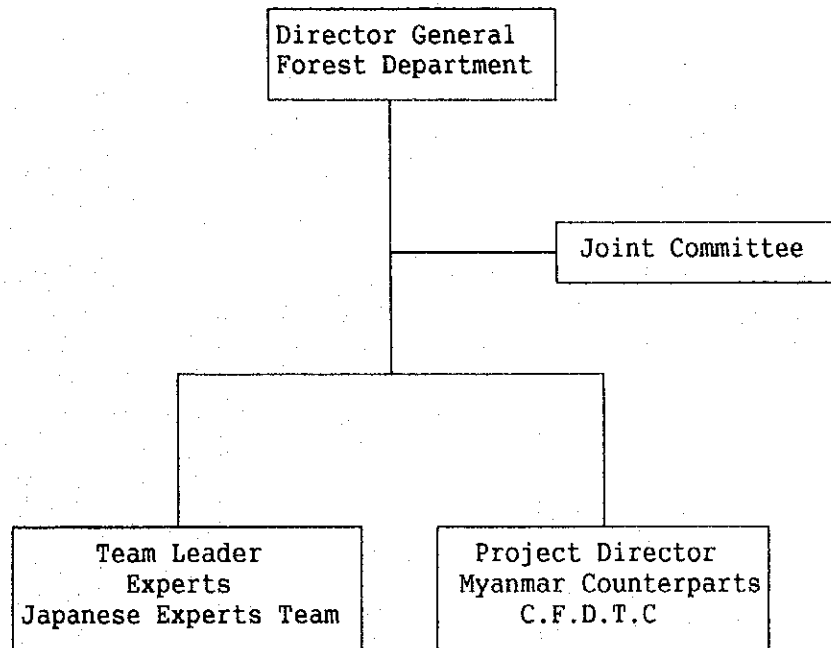 Director General
Forest Department
Joint Committee
Team Leader
Experts
Japanese Experts Team
Project Director
Myanmar Counterparts
C.F.D.T.C